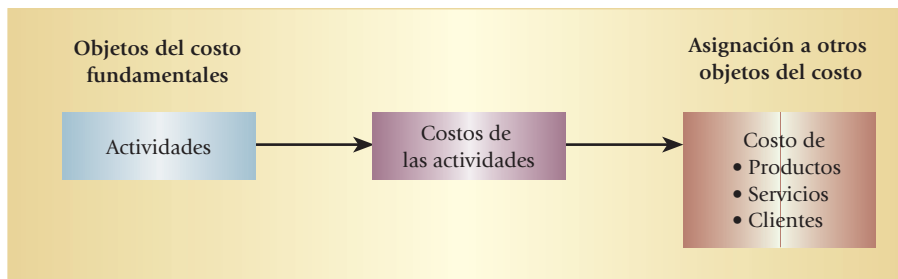 Objetos del costo
fundamentales
Asignación a otros
objetos del costo
Actividades
Costos de
las actividades
Costo de
• Productos
• Servicios
• Clientes